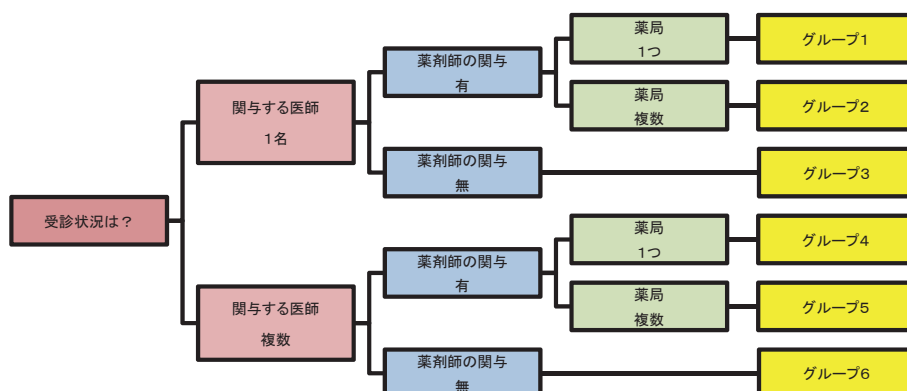 受診状況は？
関与する医師
1名
薬剤師の関与
有
薬局
1つ
グループ1
薬局
複数
グループ2
薬剤師の関与
無
グループ3
関与する医師
複数
薬剤師の関与
有
薬局
1つ
グループ4
薬局
複数
グループ5
薬剤師の関与
無
グループ6